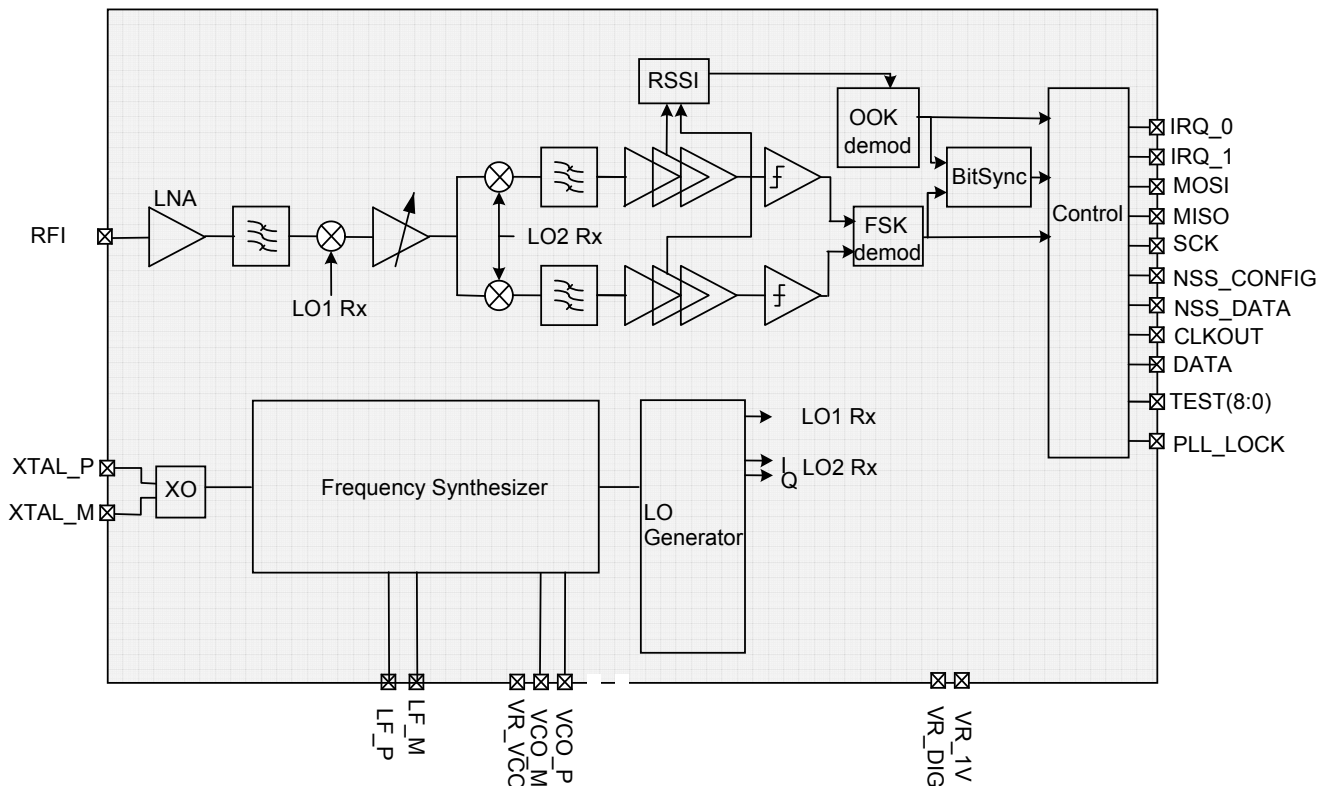 RSSI
OOK
demod
IRQ_0
IRQ_1
BitSync
MOSI
LNA
Control
MISO
RFI
LO2 Rx
FSK
demod
SCK
NSS_CONFIG
LO1 Rx
NSS_DATA
CLKOUT
DATA
TEST(8:0)
LO1 Rx
PLL_LOCK
XTAL_P
I
Q
LO2 Rx
XO
Frequency Synthesizer
XTAL_M
LO
Generator
LF_P
LF_M
VR_VCO
VCO_M
VCO_P
VR_DIG
VR_1V